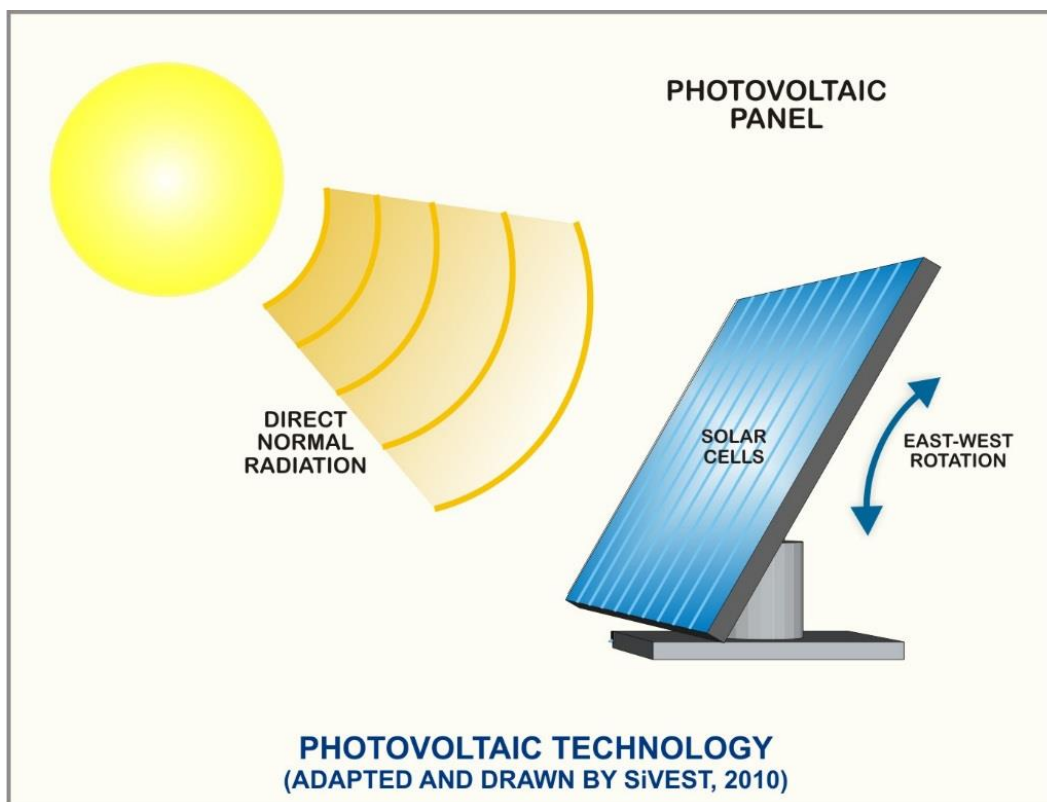 PHOTOVOLTAIC
PANEL
DIRECT
NORMAL
RADIATION
SOLAR
CELLS
EAST-WEST
ROTATION
PHOTOVOLTAIC TECHNOLOGY
(ADAPTED AND DRAWN BY SiVEST, 2010)